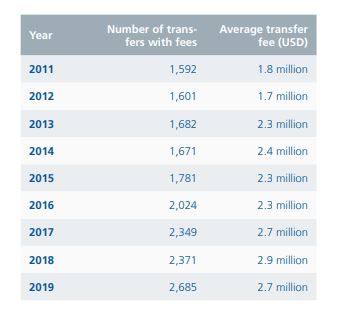 Year Number of trans- Average transfer
fers with fees fee (USD)
2011 1,592 1.8 million
2012 1,601 1.7 million
2013 1,682 2.3 million
2014 1,671 2.4 million
2015 1,781 2.3 million
2016 2,024 2.3 million
2017 2,349 2.7 million
2018 2,371 2.9 million
2019 2,685 2.7 million